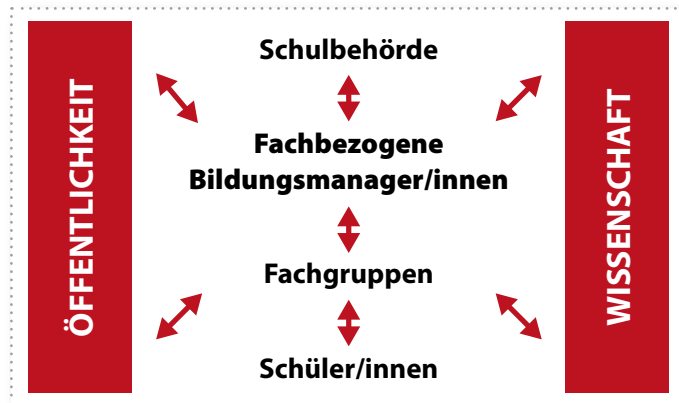 ÖFFENTLICHKEIT
Schulbehörde
Fachbezogene
Bildungsmanager/innen
Fachgruppen
Schüler/innen
WISSENSCHAFT